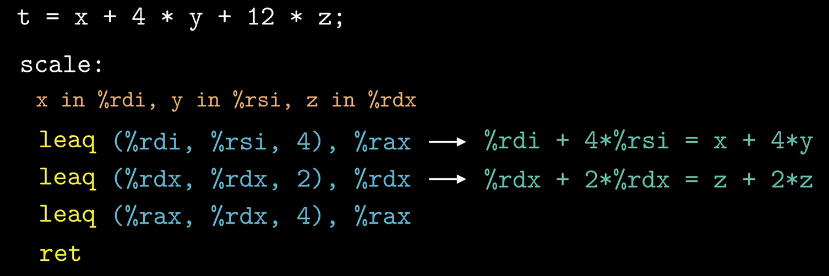 t = x + 4 * y + 12 * z;
scale:
x in %rdi, y in %rsi, z in %rdx
leaq (%rdi, %rsi, 4), %rax → %rdi + 4*%rsi = x + 4*y
leaq (%rdx, %rdx, 2), %rdx → %rdx + 2*%rdx = z + 2*z
leaq (%rax, %rdx, 4), %rax
ret